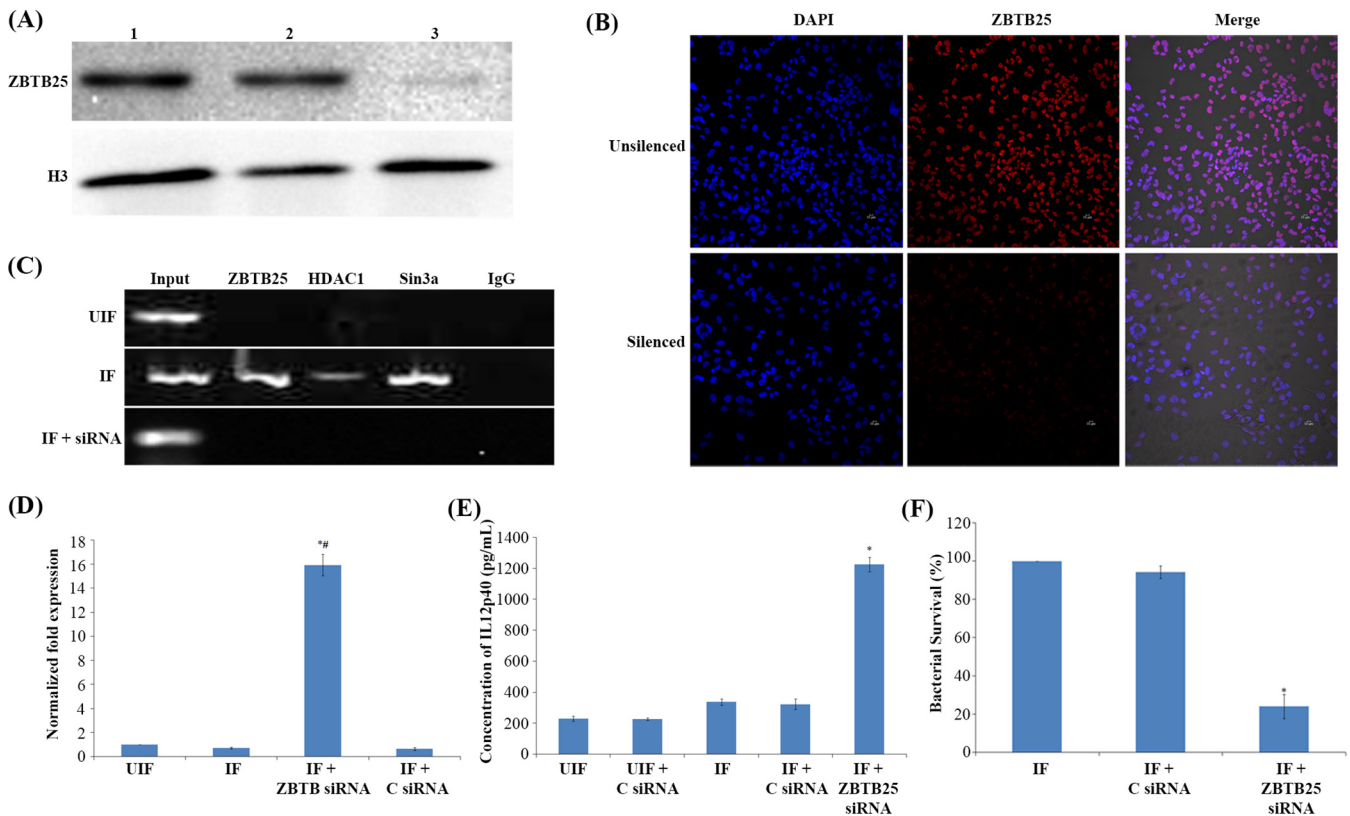 (A)
1 2 3
ZBTB25
H3
(B)
DAPI ZBTB25 Merge
Unsilenced
Silenced
(C)
Input ZBTB25 HDAC1 Sin3a IgG
UIF
IF
IF + siRNA
(D)
Normalized fold expression
18
16
14
12
10
8
6
4
2
0
UIF IF IF + IF +
ZBTB siRNA C siRNA
*#
(E)
Concentration of IL12p40 (pg/mL)
1400
1200
1000
800
600
400
200
0
UIF UIF + IF IF + IF +
C siRNA C siRNA ZBTB25
siRNA
*
(F)
Bacterial Survival (%)
120
100
80
60
40
20
0
IF IF + IF +
C siRNA ZBTB25
siRNA
*